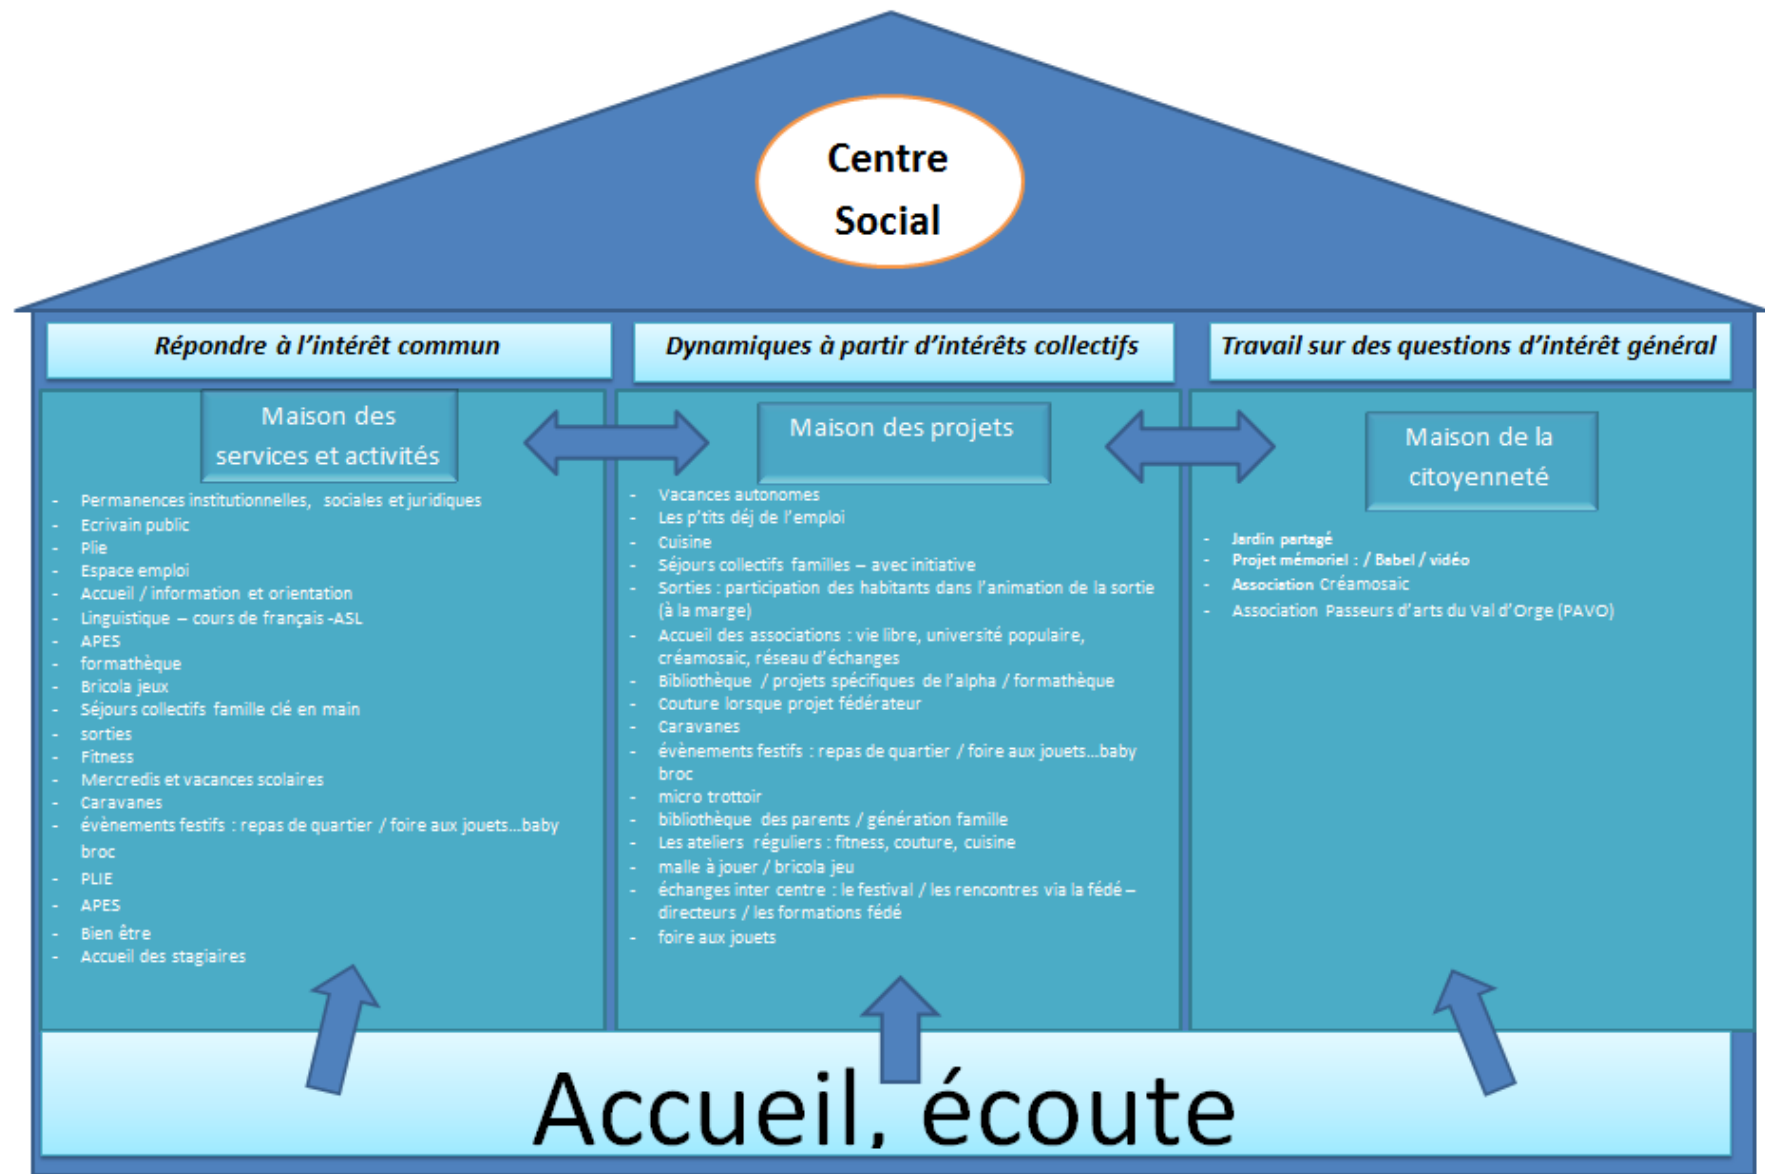 Centre
Social
Répondre à l'intérêt commun
Dynamiques à partir d'intérêts collectifs
Travail sur des questions d'intérêt général
Maison des
services et activités
- Permanences institutionnelles, sociales et juridiques
- Ecrivain public
- Plie
- Espace emploi
- Accueil / information et orientation
- Linguistique – cours de français -ASL
- APES
- formathèque
- Bricola jeux
- Séjours collectifs famille clé en main
- sorties
- Fitness
- Mercredis et vacances scolaires
- Caravanes
- évènements festifs : repas de quartier / foire aux jouets...baby
broc
- PLIE
- APES
- Bien être
- Accueil des stagiaires
Maison des projets
- Vacances autonomes
- Les p'tits déj de l'emploi
- Cuisine
- Séjours collectifs familles – avec initiative
- Sorties : participation des habitants dans l'animation de la sortie
(à la marge)
- Accueil des associations : vie libre, université populaire,
créamosaic, réseau d'échanges
- Bibliothèque / projets spécifiques de l'alpha / formathèque
- Couture lorsque projet fédérateur
- Caravanes
- évènements festifs : repas de quartier / foire aux jouets...baby
broc
- micro trottoir
- bibliothèque des parents / génération famille
- Les ateliers réguliers : fitness, couture, cuisine
- malle à jouer / bricola jeu
- échanges inter centre : le festival / les rencontres via la fédé –
directeurs / les formations fédé
- foire aux jouets
Maison de la
citoyenneté
- Jardin partagé
- Projet mémoriel : / Babel / vidéo
- Association Créamosaic
- Association Passeurs d'arts du Val d'Orge (PAVO)
Accueil, écoute